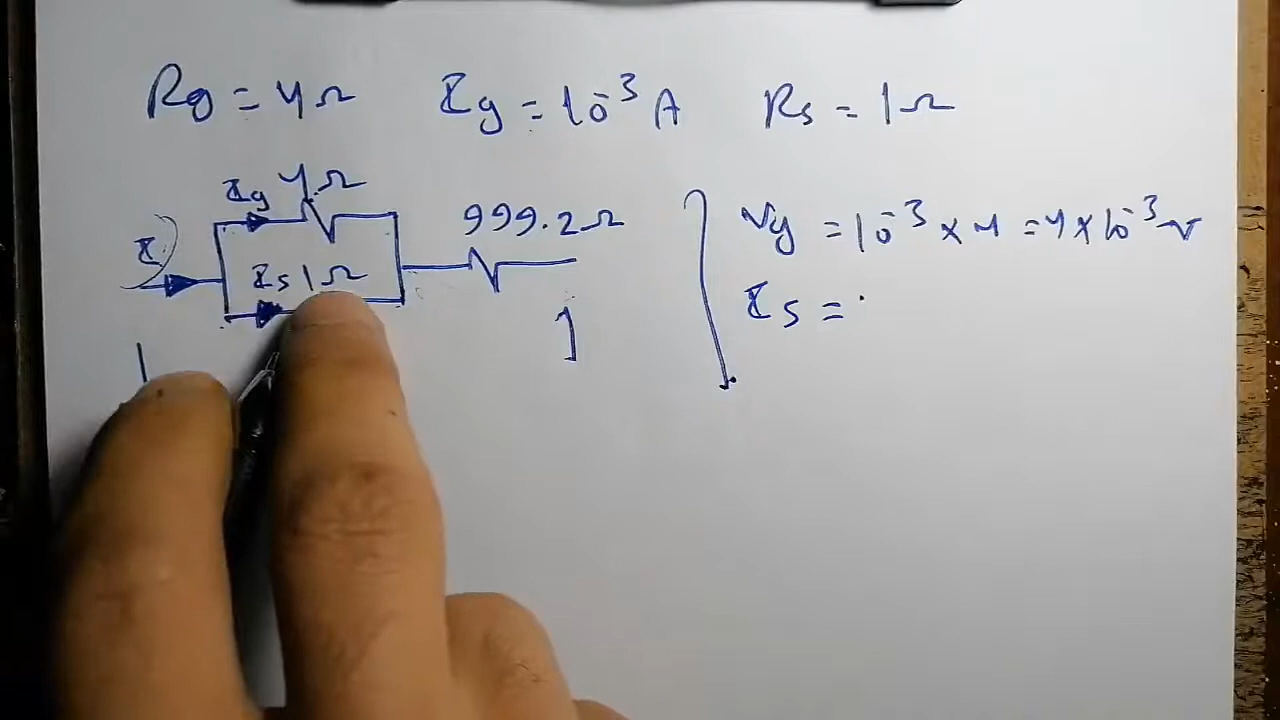 Rg = 4Ω Ig = 10⁻³ A Rs = 1Ω
Ig 4Ω
999.2Ω
I
Is 1Ω
Vg = 10⁻³ × 4 = 4 × 10⁻³ v
Is =